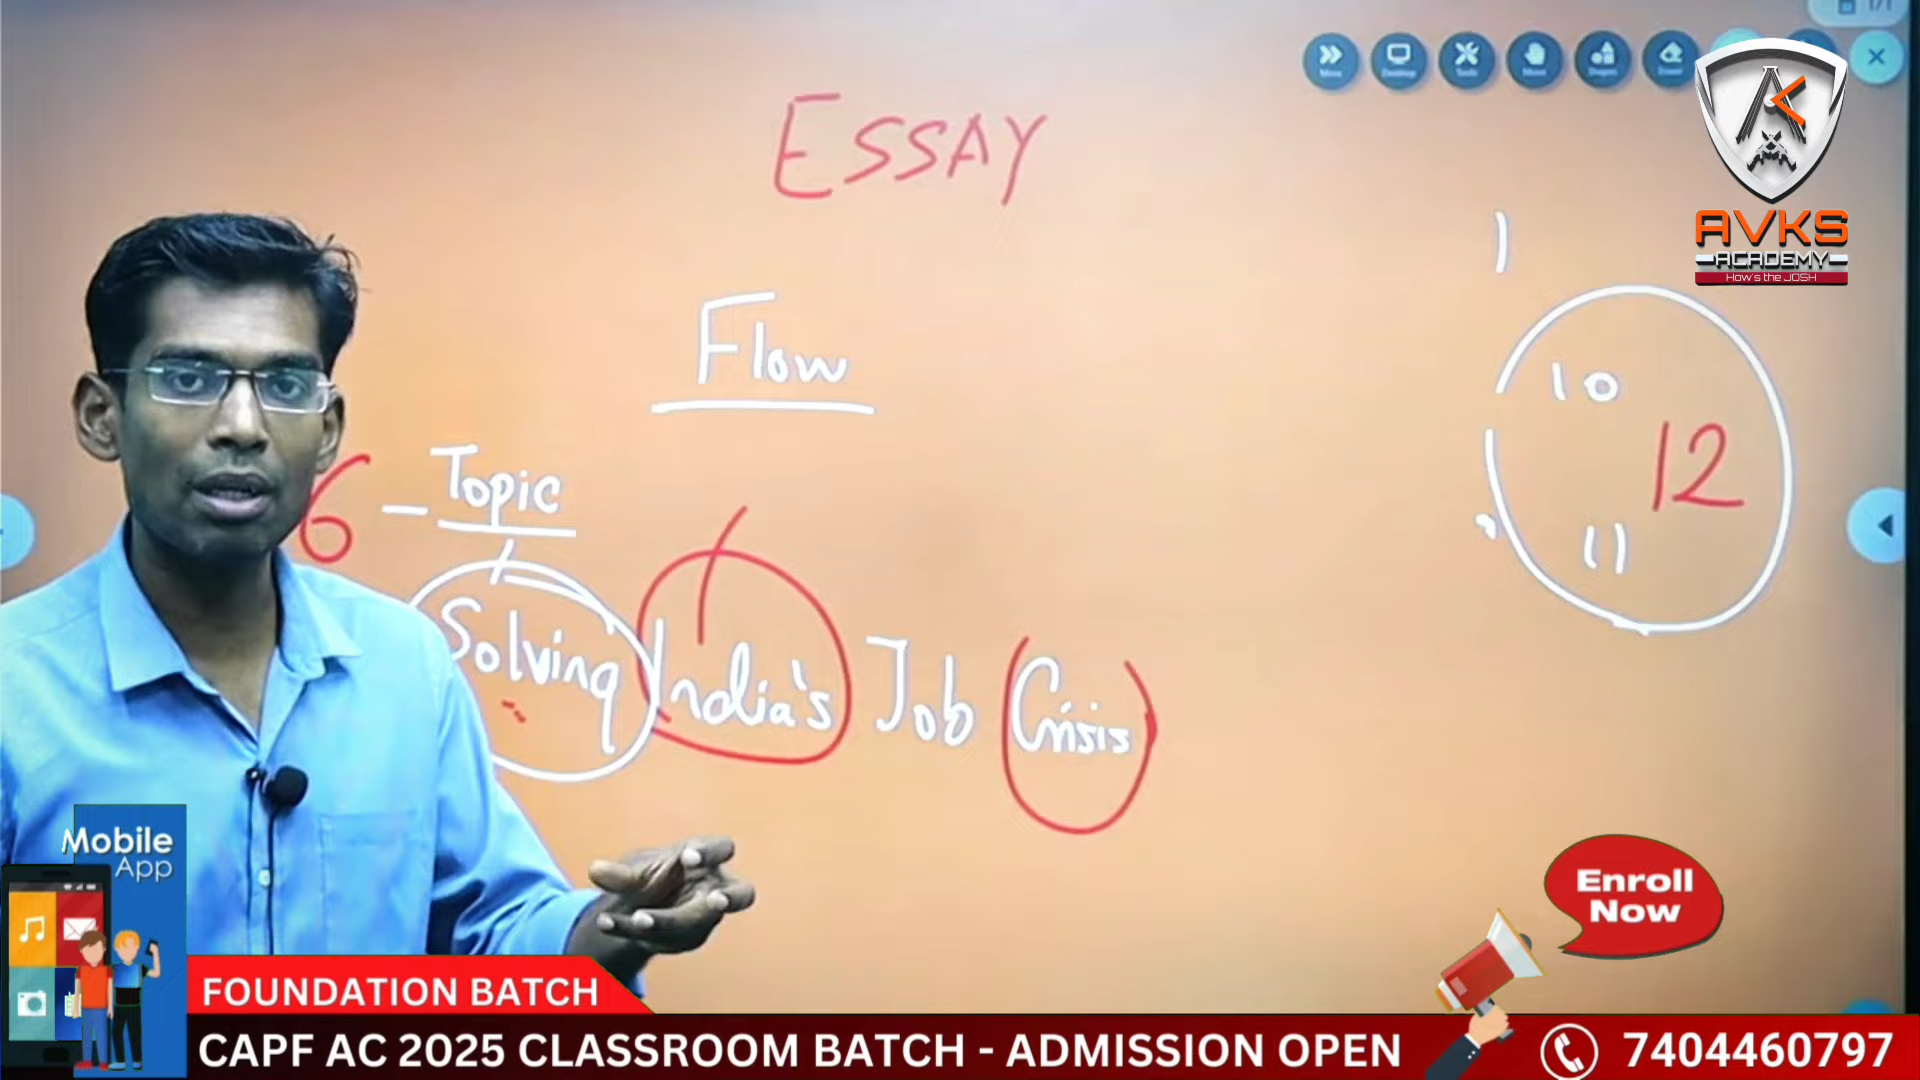 ESSAY
AVKS
ACADEMY
How's the JOSH
1
Flow
10
12
11
6 - Topic
Solving India's Job Crisis
Mobile
App
Enroll
Now
FOUNDATION BATCH
CAPF AC 2025 CLASSROOM BATCH - ADMISSION OPEN
7404460797